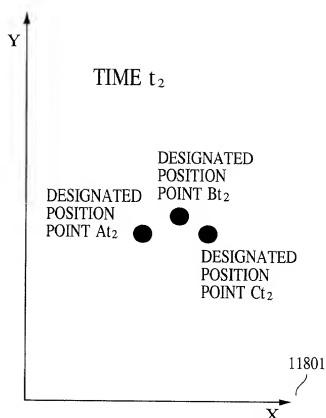 Y
TIME t2
DESIGNATED
POSITION
POINT Bt2
DESIGNATED
POSITION
POINT At2
DESIGNATED
POSITION
POINT Ct2
11801
X